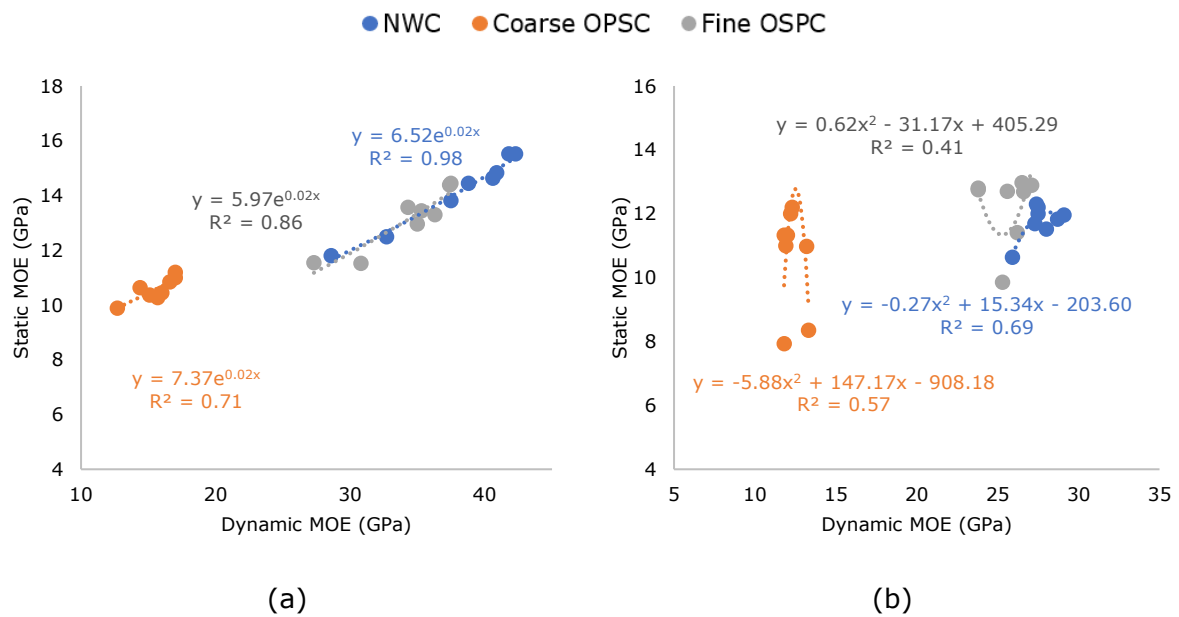 NWC Coarse OPSC Fine OSPC
18
16
14
12
10
8
6
4
Static MOE (GPa)
y = 6.52e^0.02x
R² = 0.98
y = 5.97e^0.02x
R² = 0.86
y = 7.37e^0.02x
R² = 0.71
10 20 30 40
Dynamic MOE (GPa)
(a)
16
14
12
10
8
6
4
Static MOE (GPa)
y = 0.62x² - 31.17x + 405.29
R² = 0.41
y = -0.27x² + 15.34x - 203.60
R² = 0.69
y = -5.88x² + 147.17x - 908.18
R² = 0.57
5 10 15 20 25 30 35
Dynamic MOE (GPa)
(b)